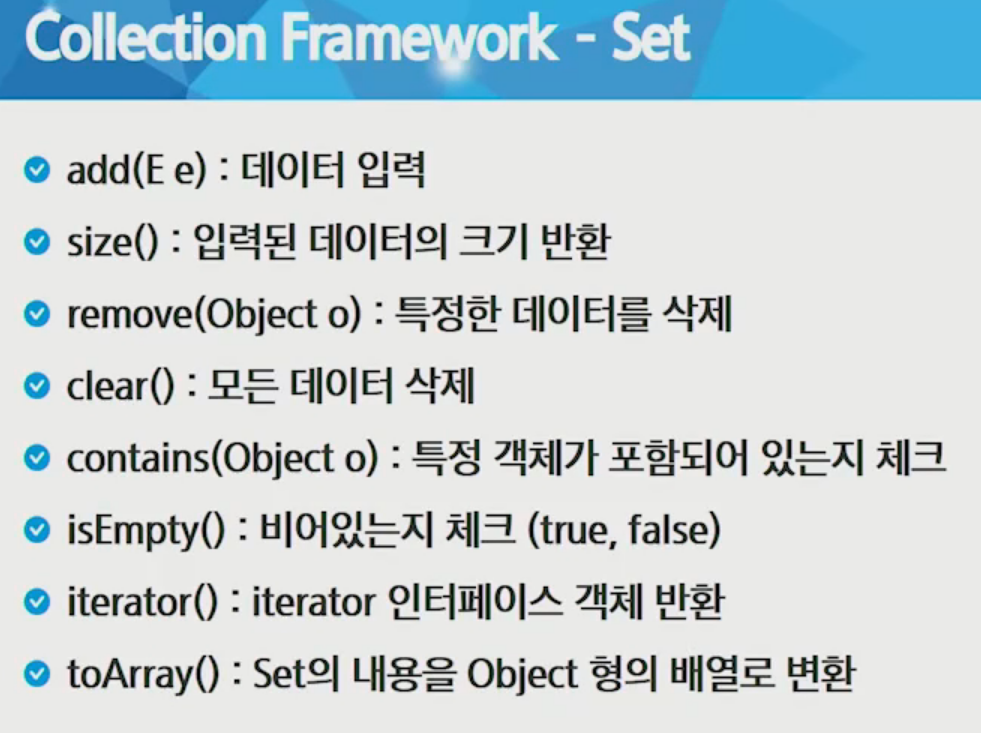 Collection Framework - Set
add(E e) : 데이터 입력
size() : 입력된 데이터의 크기 반환
remove(Object o) : 특정한 데이터를 삭제
clear() : 모든 데이터 삭제
contains(Object o) : 특정 객체가 포함되어 있는지 체크
isEmpty() : 비어있는지 체크 (true, false)
iterator() : iterator 인터페이스 객체 반환
toArray() : Set의 내용을 Object 형의 배열로 변환